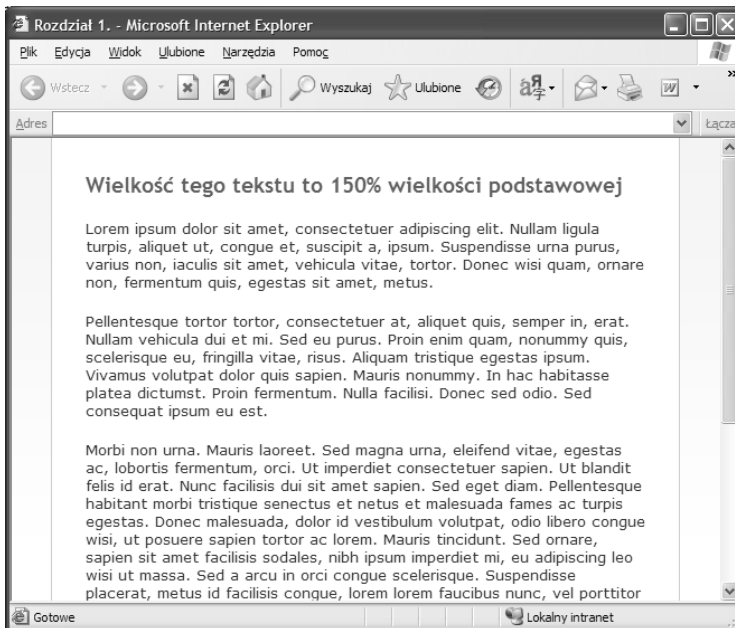 Rozdział 1. - Microsoft Internet Explorer
Plik Edycja Widok Ulubione Narzędzia Pomoc
Wstecz Wyszukaj Ulubione
Adres Łącza
Wielkość tego tekstu to 150% wielkości podstawowej
Lorem ipsum dolor sit amet, consectetuer adipiscing elit. Nullam ligula
turpis, aliquet ut, congue et, suscipit a, ipsum. Suspendisse urna purus,
varius non, iaculis sit amet, vehicula vitae, tortor. Donec wisi quam, ornare
non, fermentum quis, egestas sit amet, metus.
Pellentesque tortor tortor, consectetuer at, aliquet quis, semper in, erat.
Nullam vehicula dui et mi. Sed eu purus. Proin enim quam, nonummy quis,
scelerisque eu, fringilla vitae, risus. Aliquam tristique egestas ipsum.
Vivamus volutpat dolor quis sapien. Mauris nonummy. In hac habitasse
platea dictumst. Proin fermentum. Nulla facilisi. Donec sed odio. Sed
consequat ipsum eu est.
Morbi non urna. Mauris laoreet. Sed magna urna, eleifend vitae, egestas
ac, lobortis fermentum, orci. Ut imperdiet consectetuer sapien. Ut blandit
felis id erat. Nunc facilisis dui sit amet sapien. Sed eget diam. Pellentesque
habitant morbi tristique senectus et netus et malesuada fames ac turpis
egestas. Donec malesuada, dolor id vestibulum volutpat, odio libero congue
wisi, ut posuere sapien tortor ac lorem. Mauris tincidunt. Sed ornare,
sapien sit amet facilisis sodales, nibh ipsum imperdiet mi, eu adipiscing leo
wisi ut massa. Sed a arcu in orci congue scelerisque. Suspendisse
placerat, metus id facilisis congue, lorem lorem faucibus nunc, vel porttitor
Gotowe Lokalny intranet